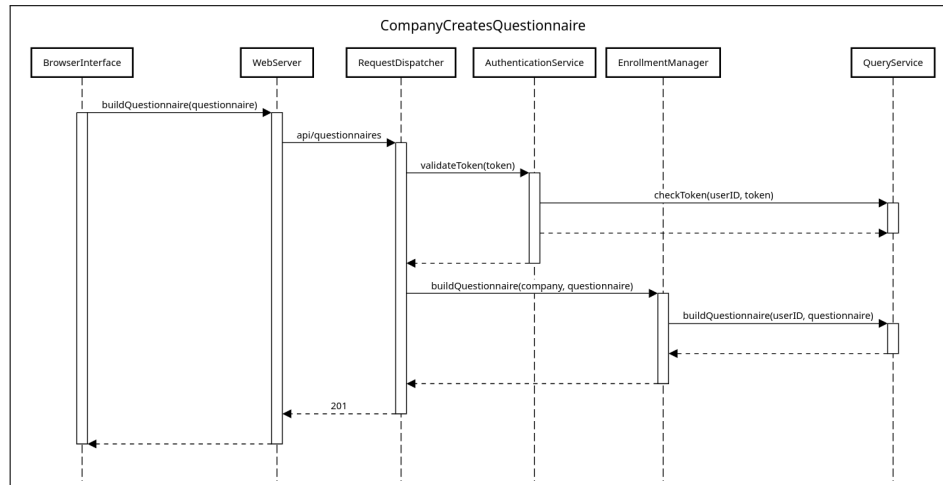 CompanyCreatesQuestionnaire
BrowserInterface
WebServer
RequestDispatcher
AuthenticationService
EnrollmentManager
QueryService
buildQuestionnaire(questionnaire)
api/questionnaires
validateToken(token)
checkToken(userID, token)
buildQuestionnaire(company, questionnaire)
buildQuestionnaire(userID, questionnaire)
201